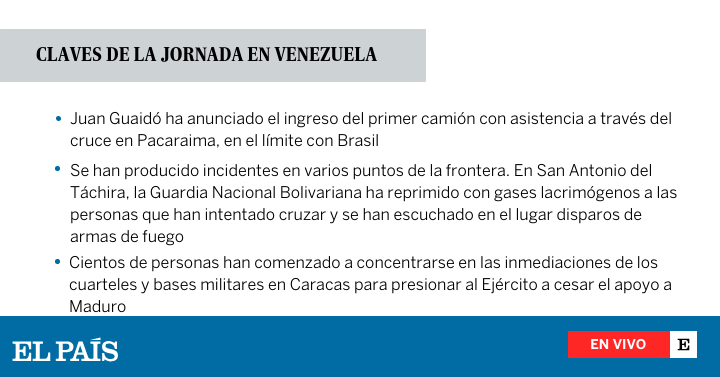 CLAVES DE LA JORNADA EN VENEZUELA
• Juan Guaidó ha anunciado el ingreso del primer camión con asistencia a través del
cruce en Pacaraima, en el límite con Brasil
• Se han producido incidentes en varios puntos de la frontera. En San Antonio del
Táchira, la Guardia Nacional Bolivariana ha reprimido con gases lacrimógenos a las
personas que han intentado cruzar y se han escuchado en el lugar disparos de
armas de fuego
• Cientos de personas han comenzado a concentrarse en las inmediaciones de los
cuarteles y bases militares en Caracas para presionar al Ejército a cesar el apoyo a
Maduro
EL PAÍS
EN VIVO E